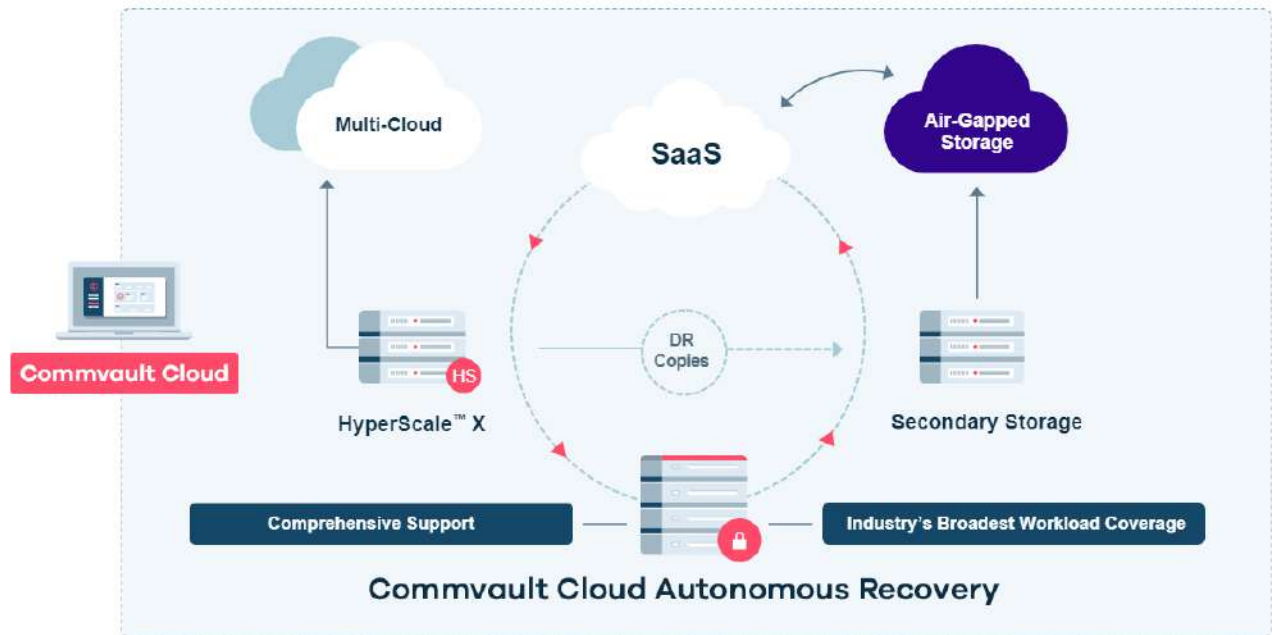 Multi-Cloud
SaaS
Air-Gapped
Storage
Commvault Cloud
HS
HyperScale™ X
DR
Copies
Secondary Storage
Comprehensive Support
Industry's Broadest Workload Coverage
Commvault Cloud Autonomous Recovery